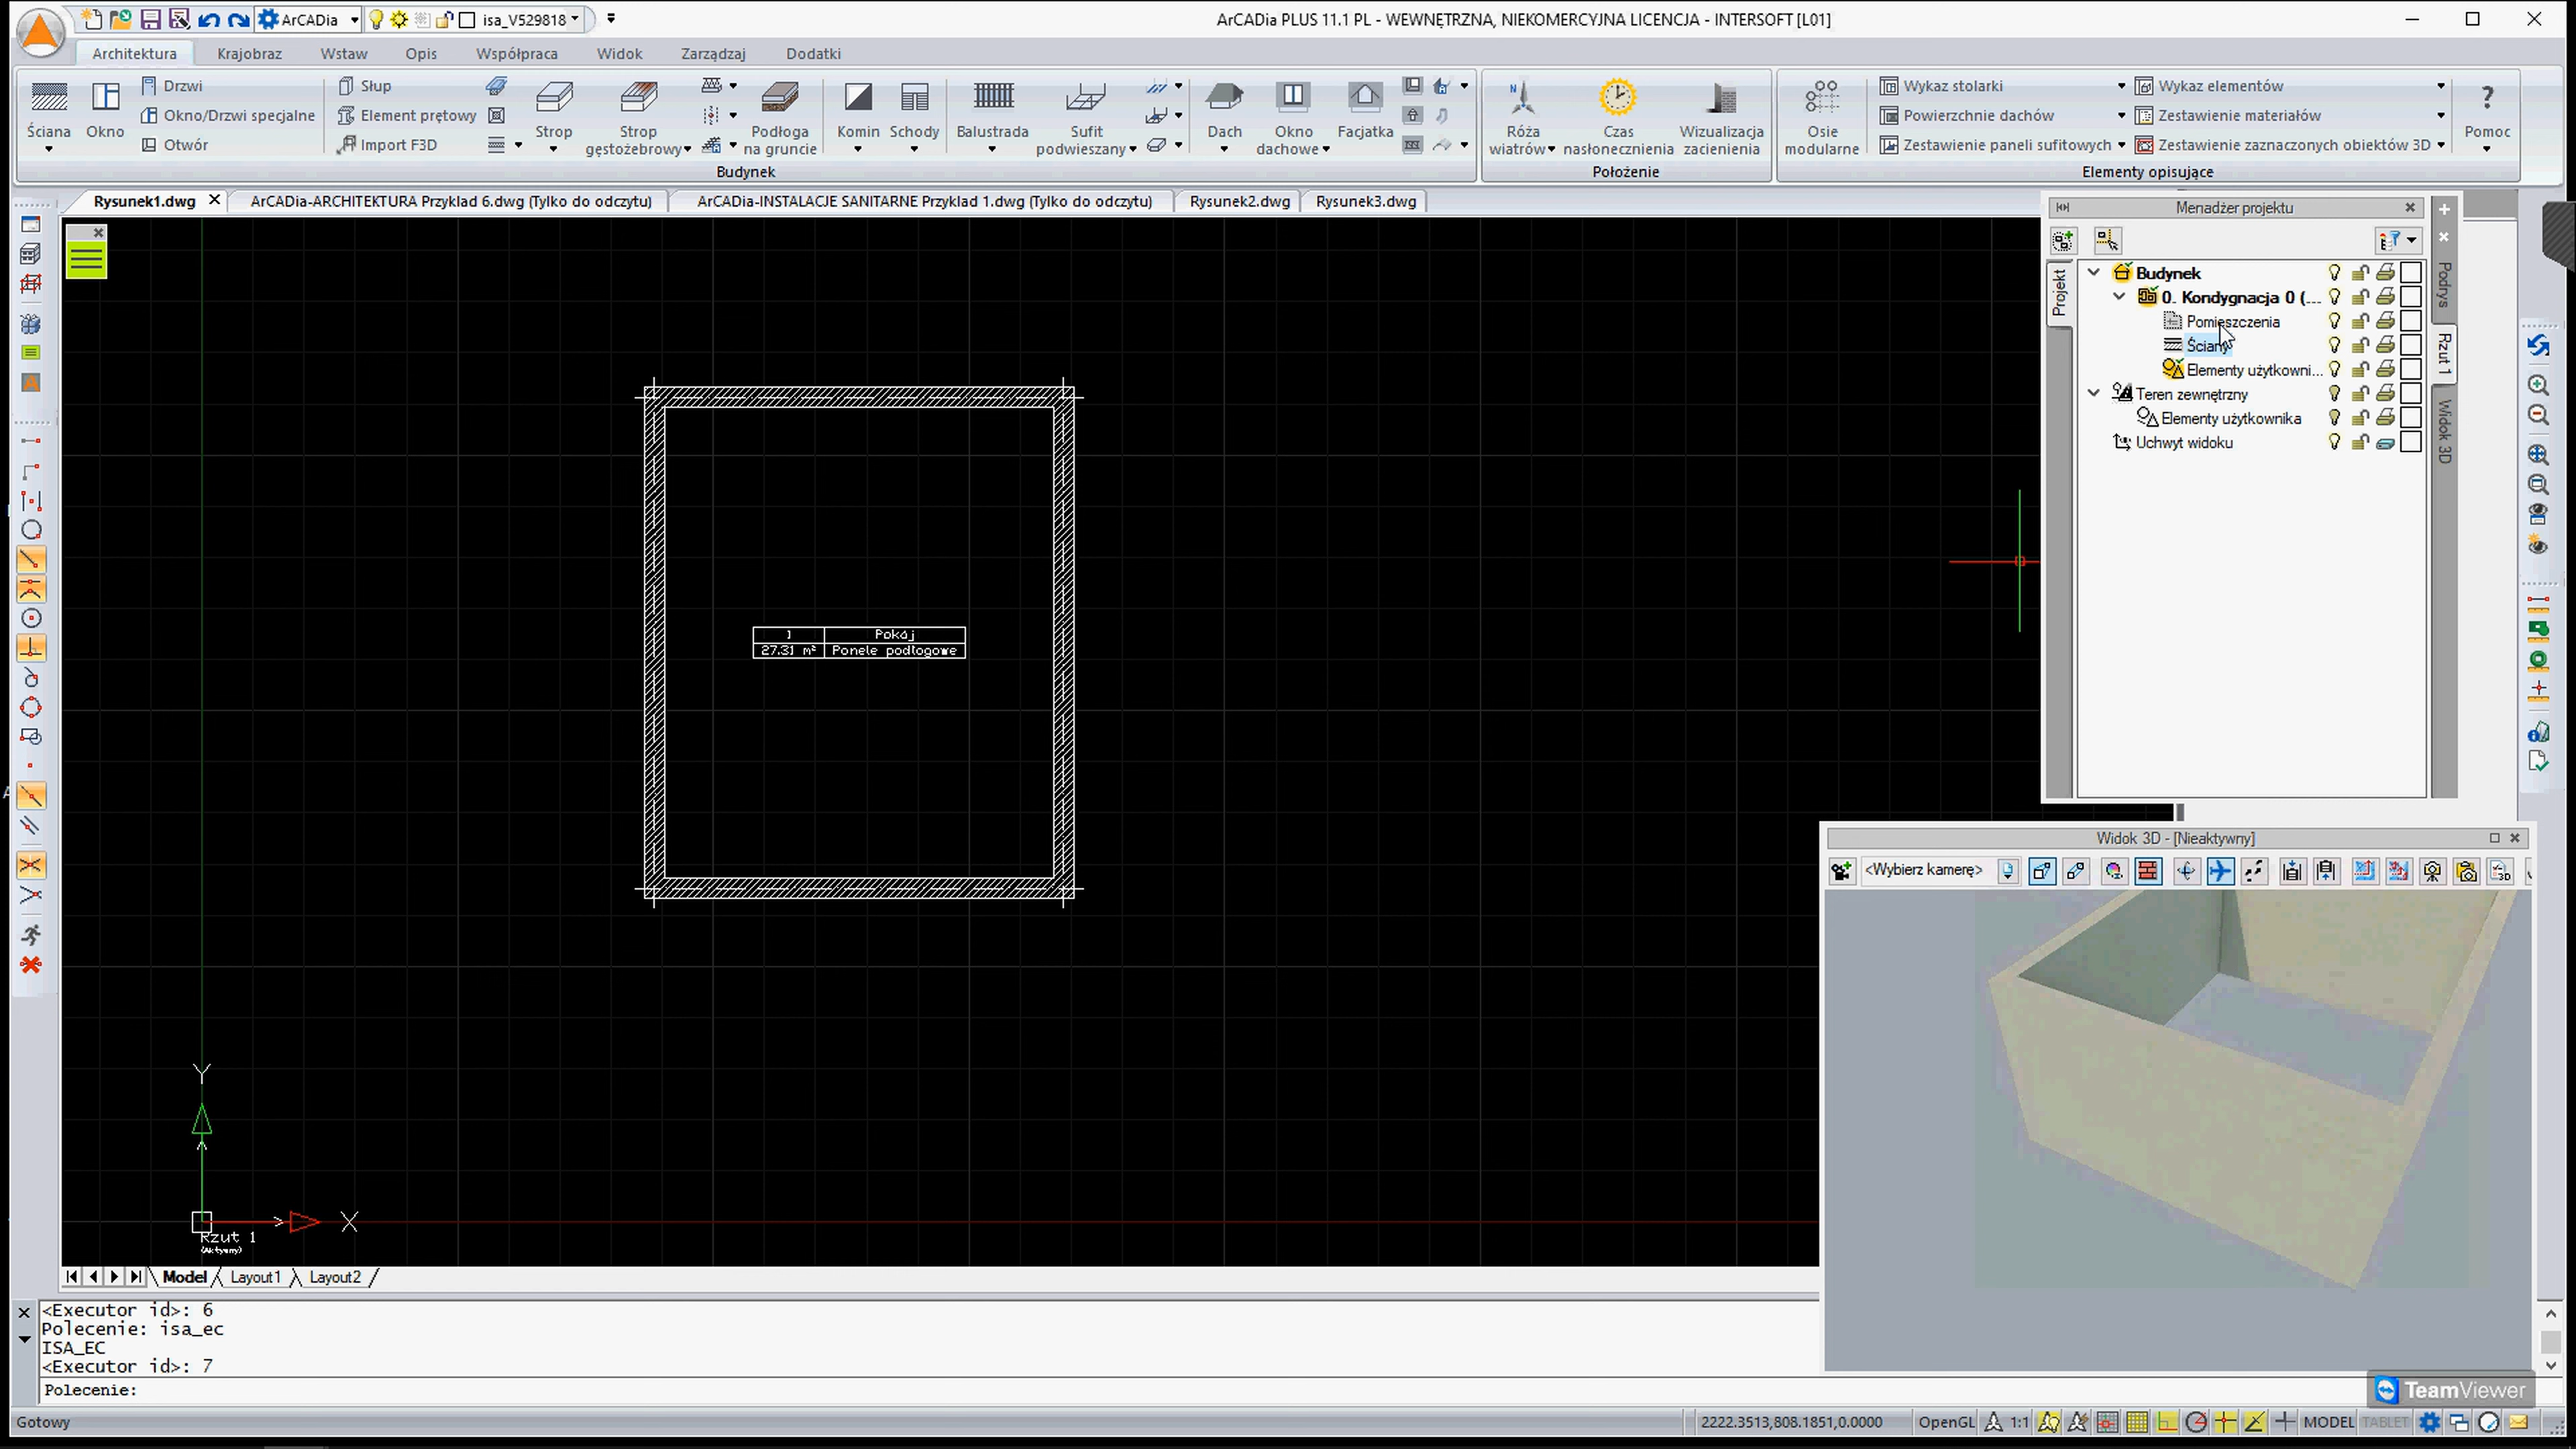 ArCADia
isa_V529818
ArCADia PLUS 11.1 PL - WEWNĘTRZNA, NIEKOMERCYJNA LICENCJA - INTERSOFT [L01]
Architektura Krajobraz Wstaw Opis Współpraca Widok Zarządzaj Dodatki
Ściana
Okno
Drzwi
Okno/Drzwi specjalne
Otwór
Słup
Element prętowy
Import F3D
Strop
Strop
gęstożebrowy
Podłoga
na gruncie
Komin
Schody
Balustrada
Sufit
podwieszany
Dach
Okno
dachowe
Facjatka
Budynek
Róża
wiatrów
Czas
nasłonecznienia
Wizualizacja
zacienienia
Położenie
Osie
modularne
Wykaz stolarki
Powierzchnie dachów
Zestawienie paneli sufitowych
Wykaz elementów
Zestawienie materiałów
Zestawienie zaznaczonych obiektów 3D
Elementy opisujące
?
Pomoc
Rysunek1.dwg
ArCADia-ARCHITEKTURA Przyklad 6.dwg (Tylko do odczytu)
ArCADia-INSTALACJE SANITARNE Przyklad 1.dwg (Tylko do odczytu)
Rysunek2.dwg
Rysunek3.dwg
Menadżer projektu
Projekt
Budynek
0. Kondygnacja 0 (...
Pomieszczenia
Ściany
Elementy użytkowni...
Teren zewnętrzny
Elementy użytkownika
Uchwyt widoku
Podrys
Rzut 1
Widok 3D
1 Pokój
27.31 m² Panele podłogowe
Widok 3D - [Nieaktywny]
<Wybierz kamerę>
Y
X
Rzut 1
(Aktywny)
Model Layout1 Layout2
<Executor id>: 6
Polecenie: isa_ec
ISA_EC
<Executor id>: 7
Polecenie:
TeamViewer
Gotowy
2222.3513,808.1851,0.0000 OpenGL 1:1 MODEL TABLET